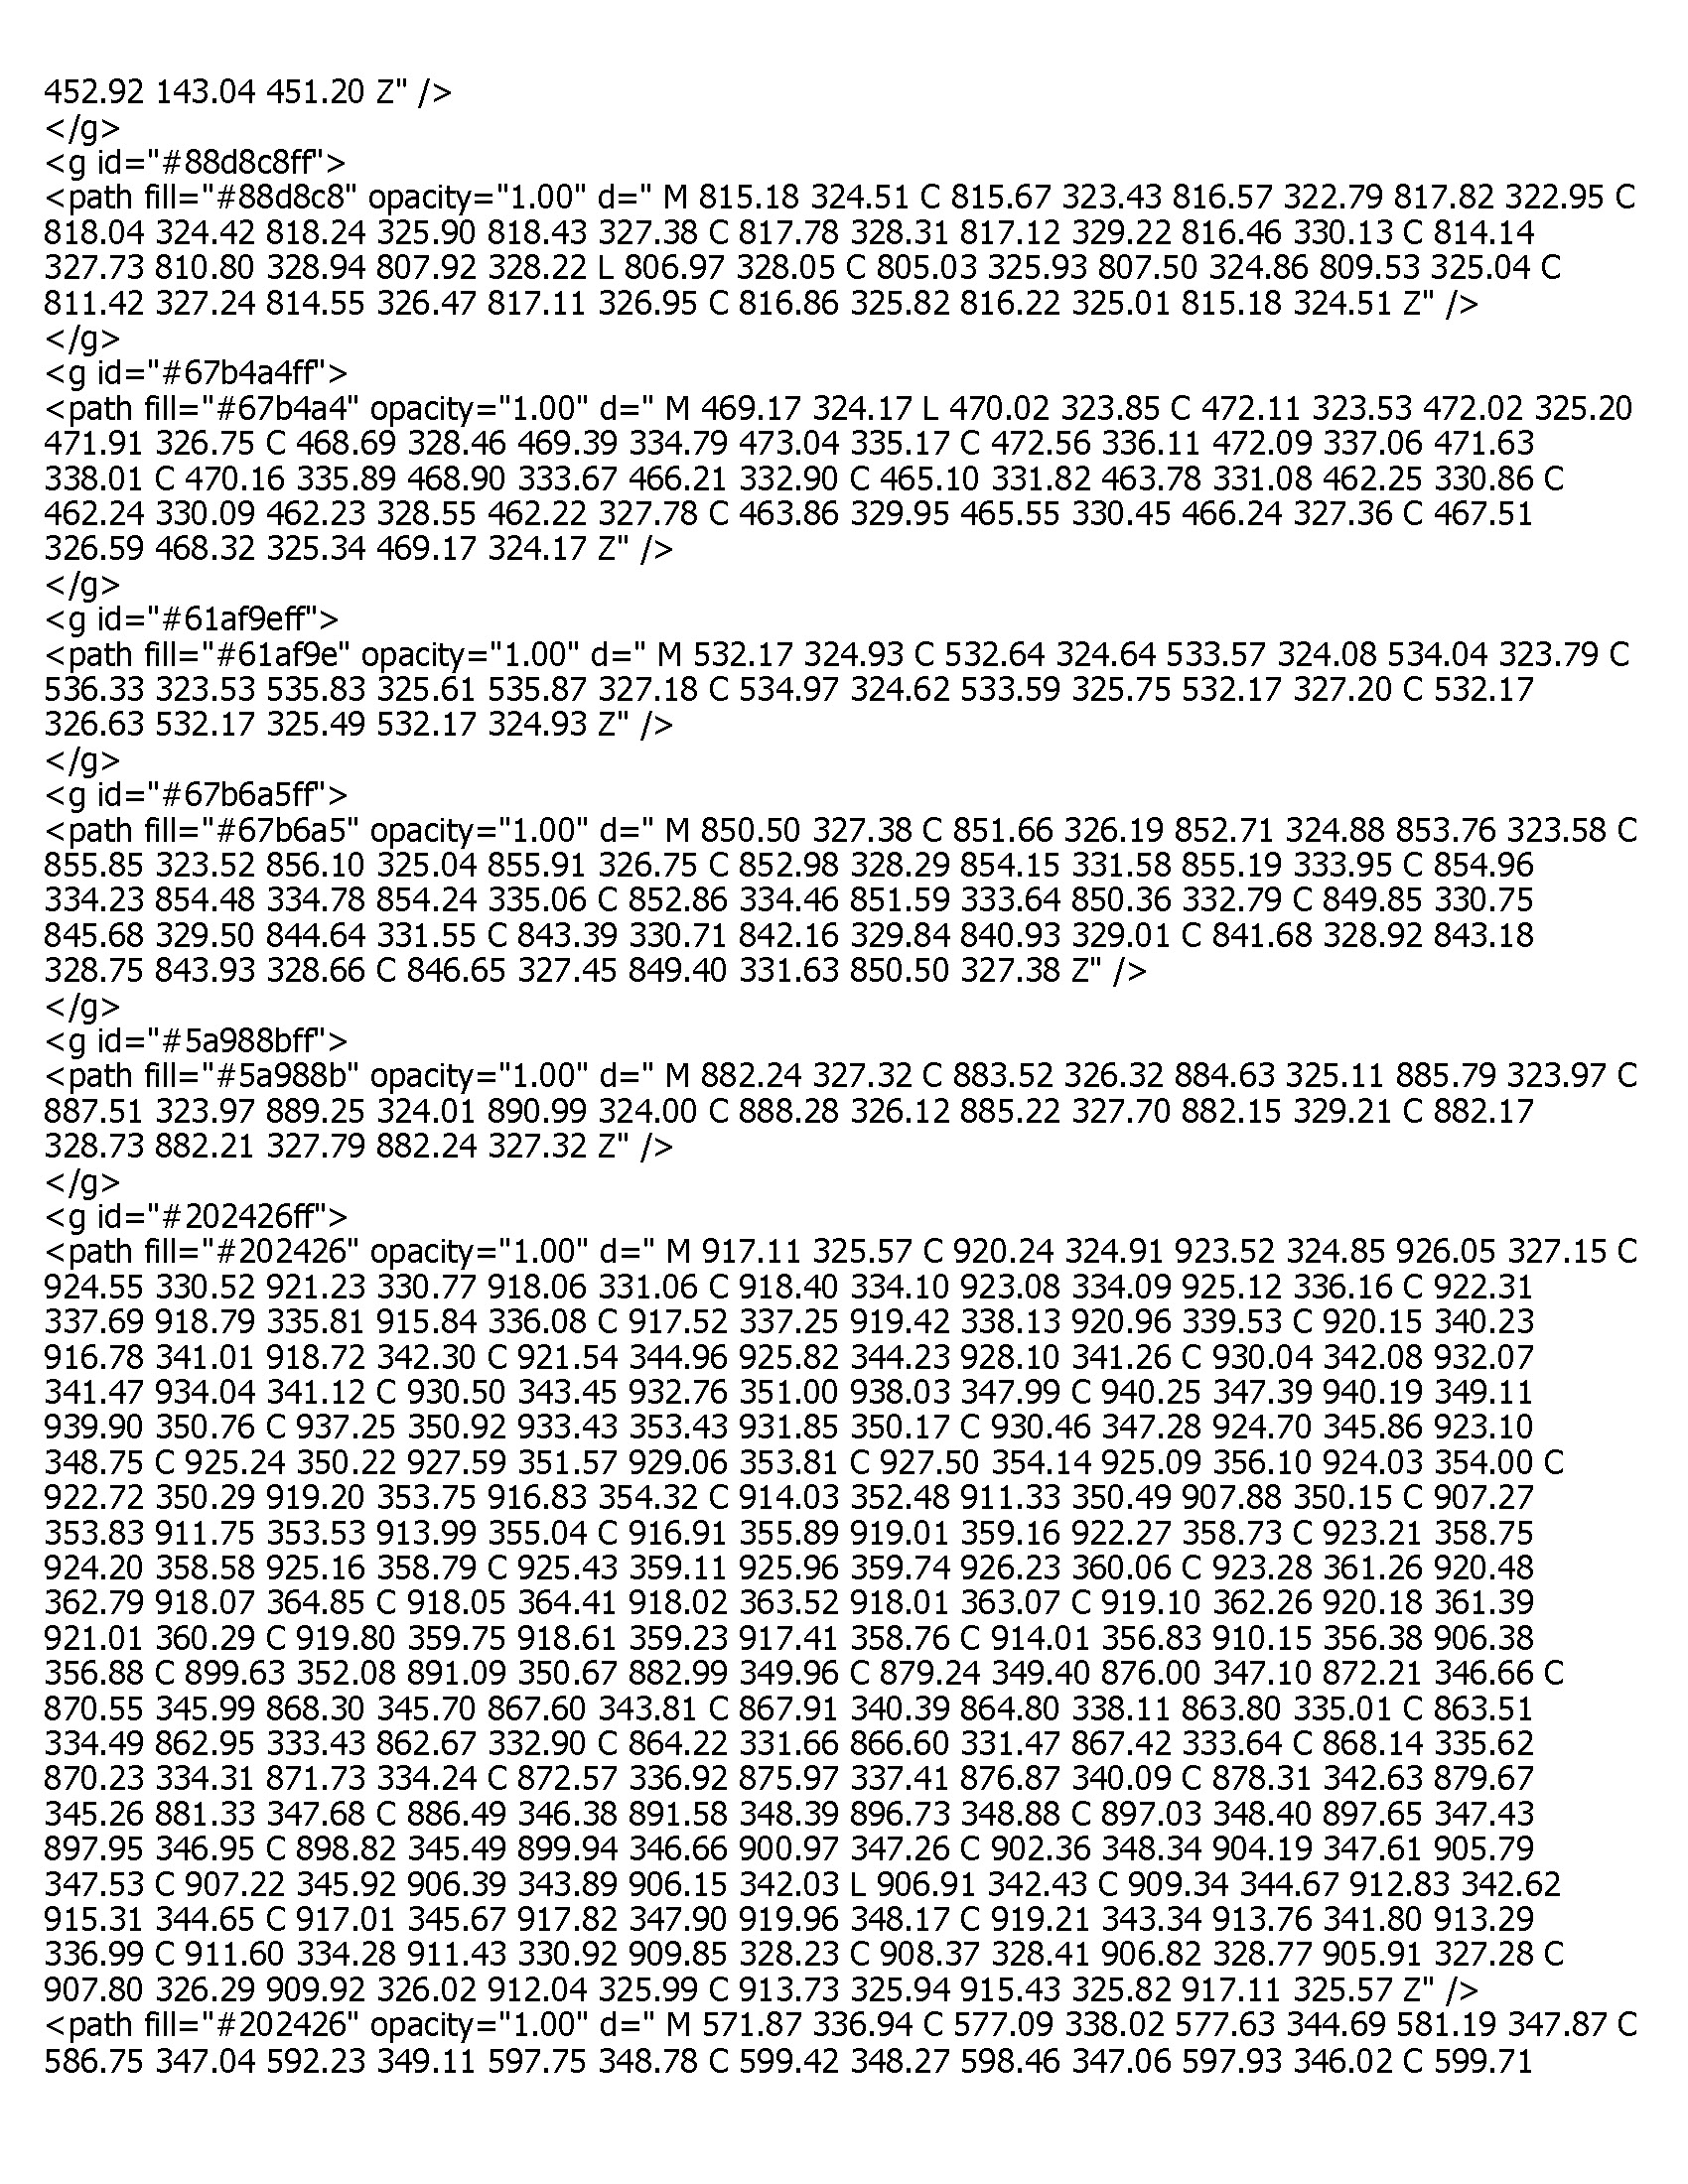 452.92 143.04 451.20 Z" />
</g>
<g id="#88d8c8ff">
<path fill="#88d8c8" opacity="1.00" d=" M 815.18 324.51 C 815.67 323.43 816.57 322.79 817.82 322.95 C
818.04 324.42 818.24 325.90 818.43 327.38 C 817.78 328.31 817.12 329.22 816.46 330.13 C 814.14
327.73 810.80 328.94 807.92 328.22 L 806.97 328.05 C 805.03 325.93 807.50 324.86 809.53 325.04 C
811.42 327.24 814.55 326.47 817.11 326.95 C 816.86 325.82 816.22 325.01 815.18 324.51 Z" />
</g>
<g id="#67b4a4ff">
<path fill="#67b4a4" opacity="1.00" d=" M 469.17 324.17 L 470.02 323.85 C 472.11 323.53 472.02 325.20
471.91 326.75 C 468.69 328.46 469.39 334.79 473.04 335.17 C 472.56 336.11 472.09 337.06 471.63
338.01 C 470.16 335.89 468.90 333.67 466.21 332.90 C 465.10 331.82 463.78 331.08 462.25 330.86 C
462.24 330.09 462.23 328.55 462.22 327.78 C 463.86 329.95 465.55 330.45 466.24 327.36 C 467.51
326.59 468.32 325.34 469.17 324.17 Z" />
</g>
<g id="#61af9eff">
<path fill="#61af9e" opacity="1.00" d=" M 532.17 324.93 C 532.64 324.64 533.57 324.08 534.04 323.79 C
536.33 323.53 535.83 325.61 535.87 327.18 C 534.97 324.62 533.59 325.75 532.17 327.20 C 532.17
326.63 532.17 325.49 532.17 324.93 Z" />
</g>
<g id="#67b6a5ff">
<path fill="#67b6a5" opacity="1.00" d=" M 850.50 327.38 C 851.66 326.19 852.71 324.88 853.76 323.58 C
855.85 323.52 856.10 325.04 855.91 326.75 C 852.98 328.29 854.15 331.58 855.19 333.95 C 854.96
334.23 854.48 334.78 854.24 335.06 C 852.86 334.46 851.59 333.64 850.36 332.79 C 849.85 330.75
845.68 329.50 844.64 331.55 C 843.39 330.71 842.16 329.84 840.93 329.01 C 841.68 328.92 843.18
328.75 843.93 328.66 C 846.65 327.45 849.40 331.63 850.50 327.38 Z" />
</g>
<g id="#5a988bff">
<path fill="#5a988b" opacity="1.00" d=" M 882.24 327.32 C 883.52 326.32 884.63 325.11 885.79 323.97 C
887.51 323.97 889.25 324.01 890.99 324.00 C 888.28 326.12 885.22 327.70 882.15 329.21 C 882.17
328.73 882.21 327.79 882.24 327.32 Z" />
</g>
<g id="#202426ff">
<path fill="#202426" opacity="1.00" d=" M 917.11 325.57 C 920.24 324.91 923.52 324.85 926.05 327.15 C
924.55 330.52 921.23 330.77 918.06 331.06 C 918.40 334.10 923.08 334.09 925.12 336.16 C 922.31
337.69 918.79 335.81 915.84 336.08 C 917.52 337.25 919.42 338.13 920.96 339.53 C 920.15 340.23
916.78 341.01 918.72 342.30 C 921.54 344.96 925.82 344.23 928.10 341.26 C 930.04 342.08 932.07
341.47 934.04 341.12 C 930.50 343.45 932.76 351.00 938.03 347.99 C 940.25 347.39 940.19 349.11
939.90 350.76 C 937.25 350.92 933.43 353.43 931.85 350.17 C 930.46 347.28 924.70 345.86 923.10
348.75 C 925.24 350.22 927.59 351.57 929.06 353.81 C 927.50 354.14 925.09 356.10 924.03 354.00 C
922.72 350.29 919.20 353.75 916.83 354.32 C 914.03 352.48 911.33 350.49 907.88 350.15 C 907.27
353.83 911.75 353.53 913.99 355.04 C 916.91 355.89 919.01 359.16 922.27 358.73 C 923.21 358.75
924.20 358.58 925.16 358.79 C 925.43 359.11 925.96 359.74 926.23 360.06 C 923.28 361.26 920.48
362.79 918.07 364.85 C 918.05 364.41 918.02 363.52 918.01 363.07 C 919.10 362.26 920.18 361.39
921.01 360.29 C 919.80 359.75 918.61 359.23 917.41 358.76 C 914.01 356.83 910.15 356.38 906.38
356.88 C 899.63 352.08 891.09 350.67 882.99 349.96 C 879.24 349.40 876.00 347.10 872.21 346.66 C
870.55 345.99 868.30 345.70 867.60 343.81 C 867.91 340.39 864.80 338.11 863.80 335.01 C 863.51
334.49 862.95 333.43 862.67 332.90 C 864.22 331.66 866.60 331.47 867.42 333.64 C 868.14 335.62
870.23 334.31 871.73 334.24 C 872.57 336.92 875.97 337.41 876.87 340.09 C 878.31 342.63 879.67
345.26 881.33 347.68 C 886.49 346.38 891.58 348.39 896.73 348.88 C 897.03 348.40 897.65 347.43
897.95 346.95 C 898.82 345.49 899.94 346.66 900.97 347.26 C 902.36 348.34 904.19 347.61 905.79
347.53 C 907.22 345.92 906.39 343.89 906.15 342.03 L 906.91 342.43 C 909.34 344.67 912.83 342.62
915.31 344.65 C 917.01 345.67 917.82 347.90 919.96 348.17 C 919.21 343.34 913.76 341.80 913.29
336.99 C 911.60 334.28 911.43 330.92 909.85 328.23 C 908.37 328.41 906.82 328.77 905.91 327.28 C
907.80 326.29 909.92 326.02 912.04 325.99 C 913.73 325.94 915.43 325.82 917.11 325.57 Z" />
<path fill="#202426" opacity="1.00" d=" M 571.87 336.94 C 577.09 338.02 577.63 344.69 581.19 347.87 C
586.75 347.04 592.23 349.11 597.75 348.78 C 599.42 348.27 598.46 347.06 597.93 346.02 C 599.71